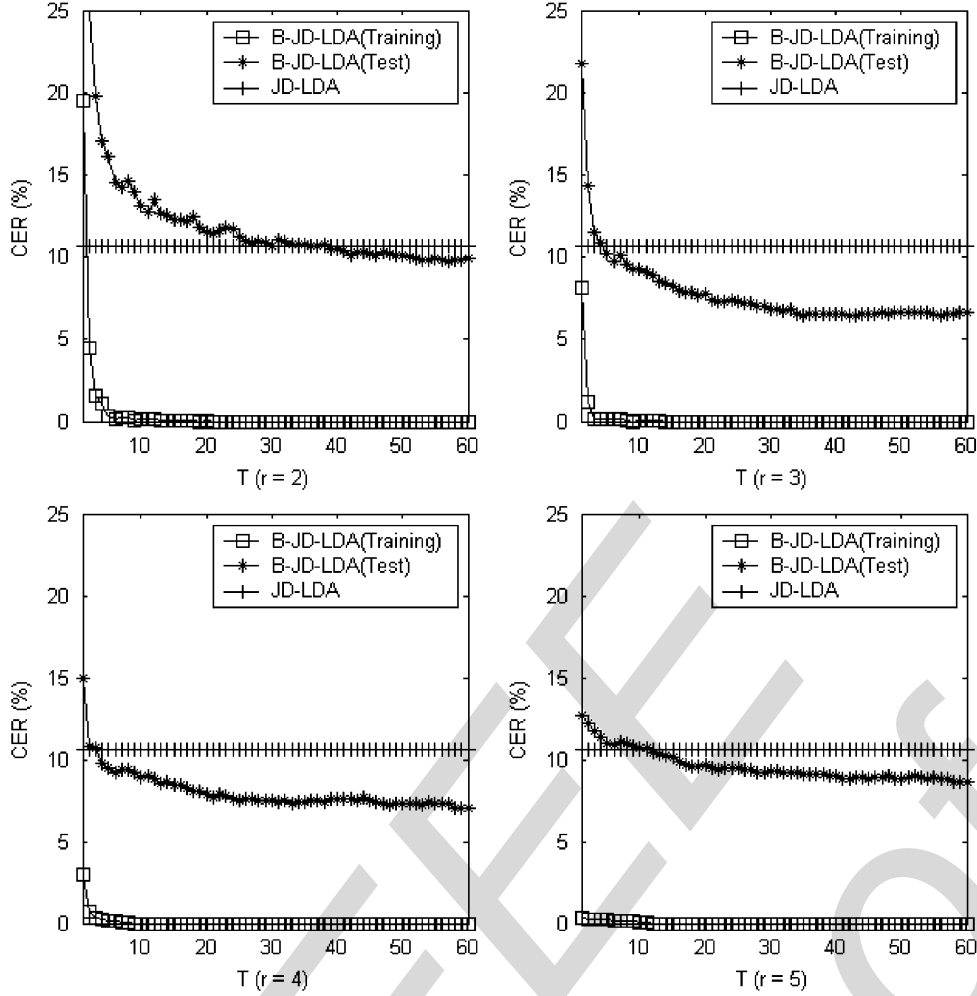 25
20
15
10
5
0
CER (%)
B-JD-LDA(Training)
B-JD-LDA(Test)
JD-LDA
10 20 30 40 50 60
T (r = 2)
25
20
15
10
5
0
CER (%)
B-JD-LDA(Training)
B-JD-LDA(Test)
JD-LDA
10 20 30 40 50 60
T (r = 3)
25
20
15
10
5
0
CER (%)
B-JD-LDA(Training)
B-JD-LDA(Test)
JD-LDA
10 20 30 40 50 60
T (r = 4)
25
20
15
10
5
0
CER (%)
B-JD-LDA(Training)
B-JD-LDA(Test)
JD-LDA
10 20 30 40 50 60
T (r = 5)